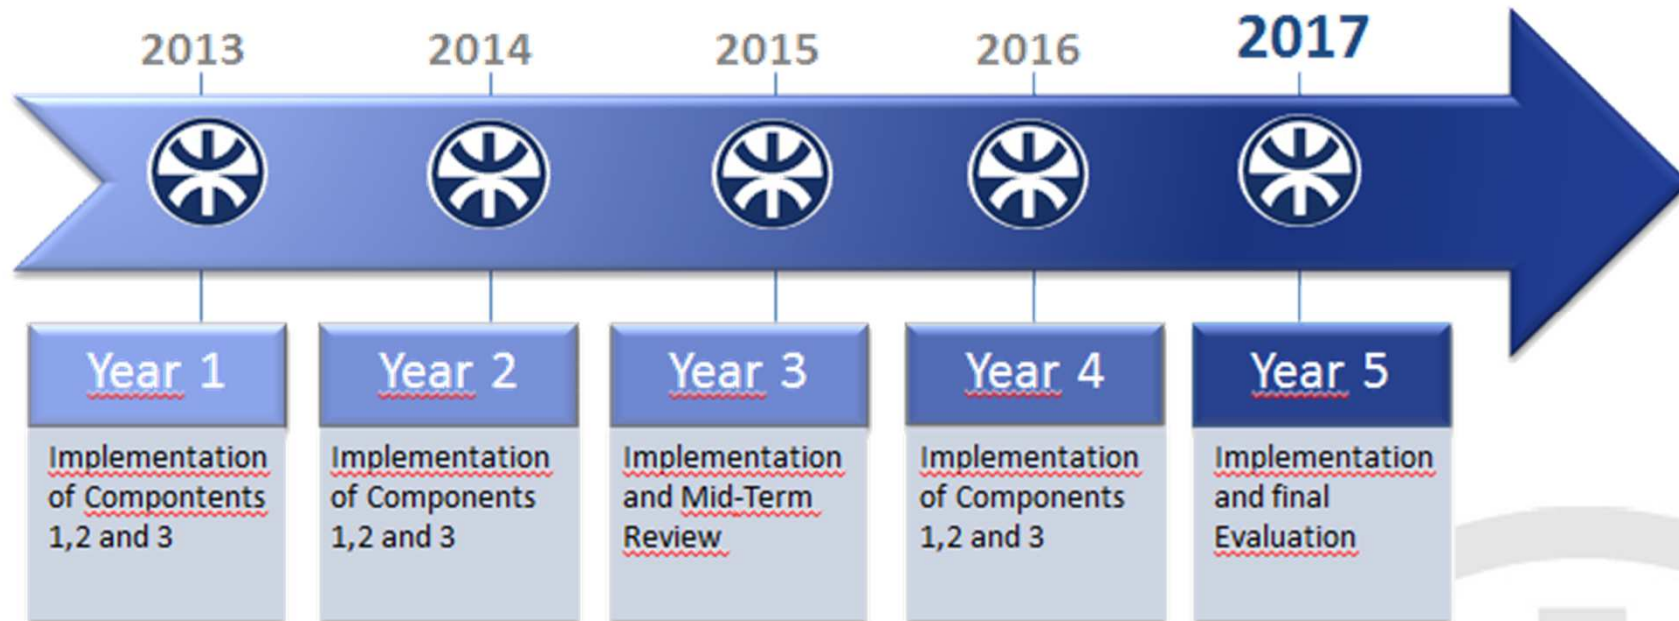 2013
2014
2015
2016
2017
Year 1
Implementation
of Compontents
1,2 and 3
Year 2
Implementation
of Components
1,2 and 3
Year 3
Implementation
and Mid-Term
Review
Year 4
Implementation
of Components
1,2 and 3
Year 5
Implementation
and final
Evaluation